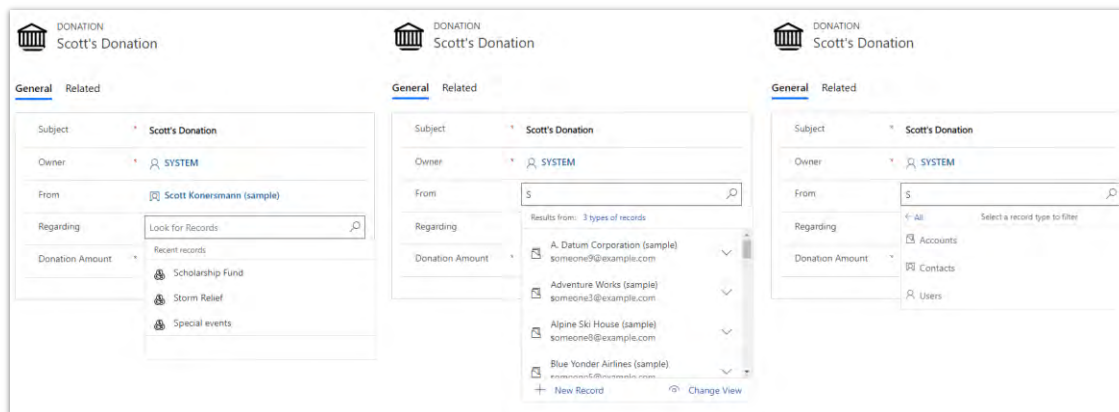 DONATION
Scott's Donation
General Related
Subject * Scott's Donation
Owner * SYSTEM
From Scott Konersmann (sample)
Regarding Look for Records
Recent records
Donation Amount *
Scholarship Fund
Storm Relief
Special events
DONATION
Scott's Donation
General Related
Subject * Scott's Donation
Owner * SYSTEM
From S
Results from: 3 types of records
Regarding
A. Datum Corporation (sample)
someone9@example.com
Donation Amount *
Adventure Works (sample)
someone3@example.com
Alpine Ski House (sample)
someone8@example.com
Blue Yonder Airlines (sample)
+ New Record Change View
DONATION
Scott's Donation
General Related
Subject * Scott's Donation
Owner * SYSTEM
From S
← All Select a record type to filter
Regarding
Accounts
Donation Amount *
Contacts
Users